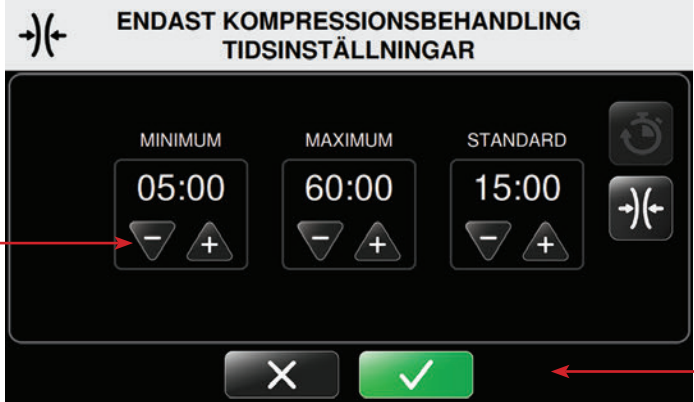 ENDAST KOMPRESSIONSBEHANDLING
TIDSINSTÄLLNINGAR
MINIMUM MAXIMUM STANDARD
05:00 60:00 15:00
- + - + - +